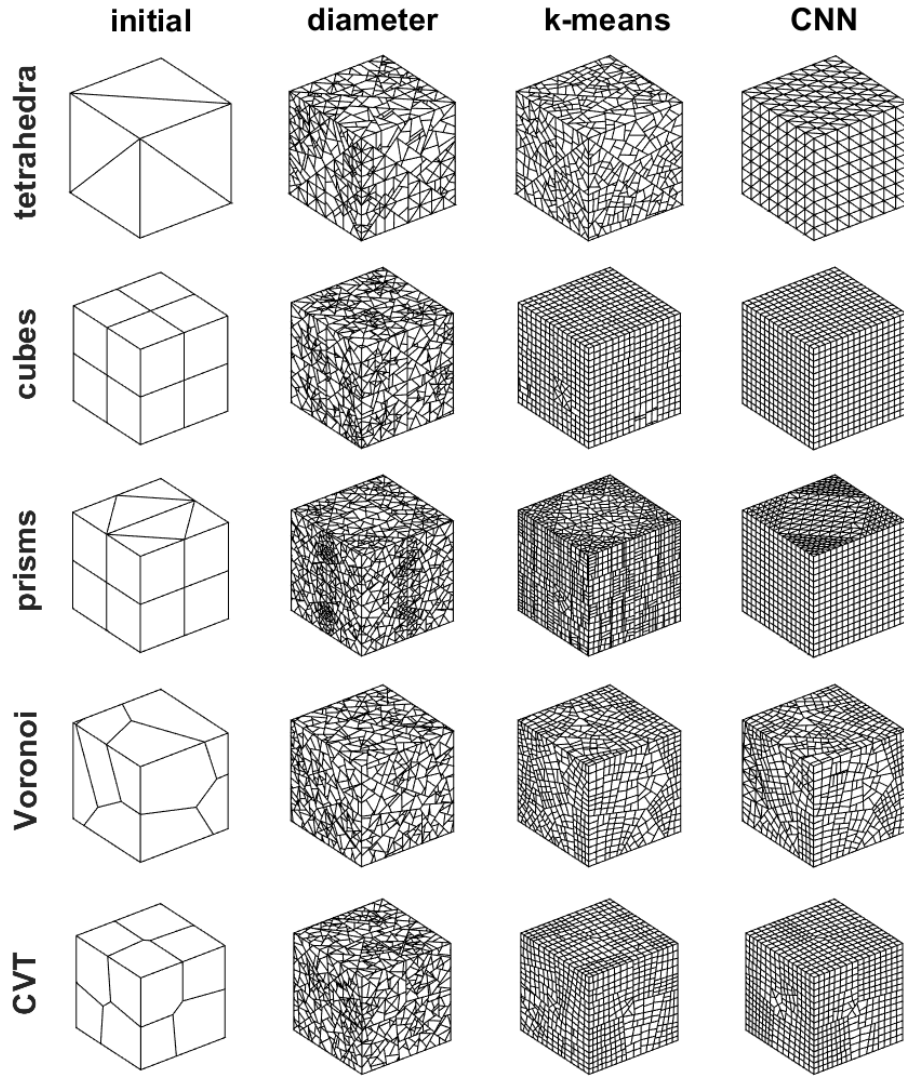 initial diameter k-means CNN
tetrahedra
cubes
prisms
Voronoi
CVT